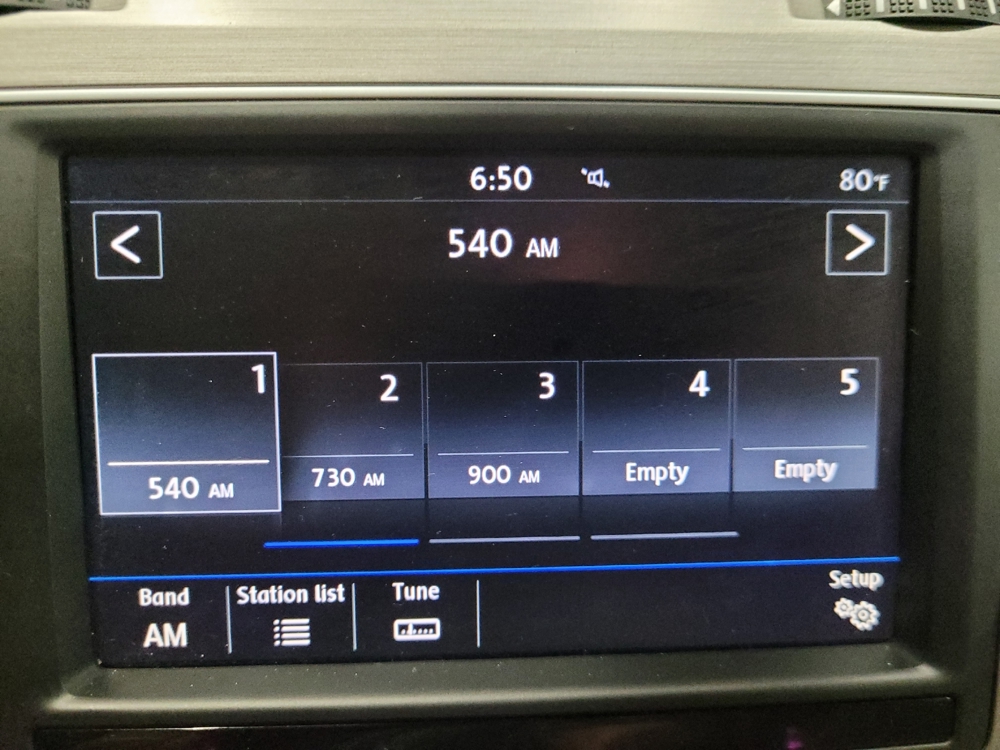 6:50 80°F
540 AM
1 2 3 4 5
540 AM 730 AM 900 AM Empty Empty
Band Station list Tune Setup
AM